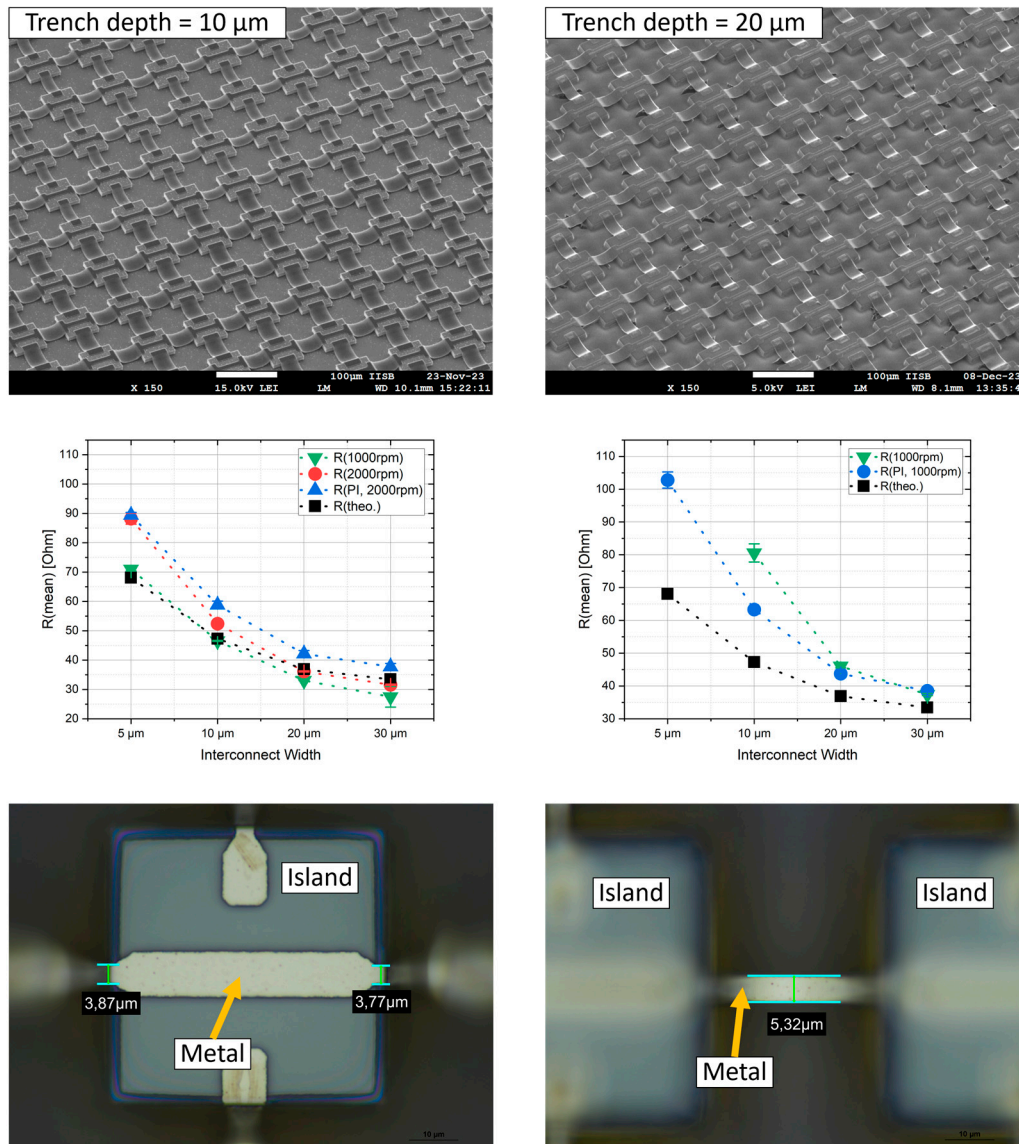 Trench depth = 10 µm
Trench depth = 20 µm
100µm IISB 23-Nov-23
X 150 15.0kV LEI LM WD 10.1mm 15:22:11
100µm IISB 08-Dec-23
X 150 5.0kV LEI LM WD 8.1mm 13:35:4
R(mean) [Ohm]
110
100
90
80
70
60
50
40
30
20
R(1000rpm)
R(2000rpm)
R(PI, 2000rpm)
R(theo.)
5 µm 10 µm 20 µm 30 µm
Interconnect Width
R(mean) [Ohm]
110
100
90
80
70
60
50
40
30
R(1000rpm)
R(PI, 1000rpm)
R(theo.)
5 µm 10 µm 20 µm 30 µm
Interconnect Width
Island
3,87µm
3,77µm
Metal
10 µm
Island
Island
5,32µm
Metal
10 µm